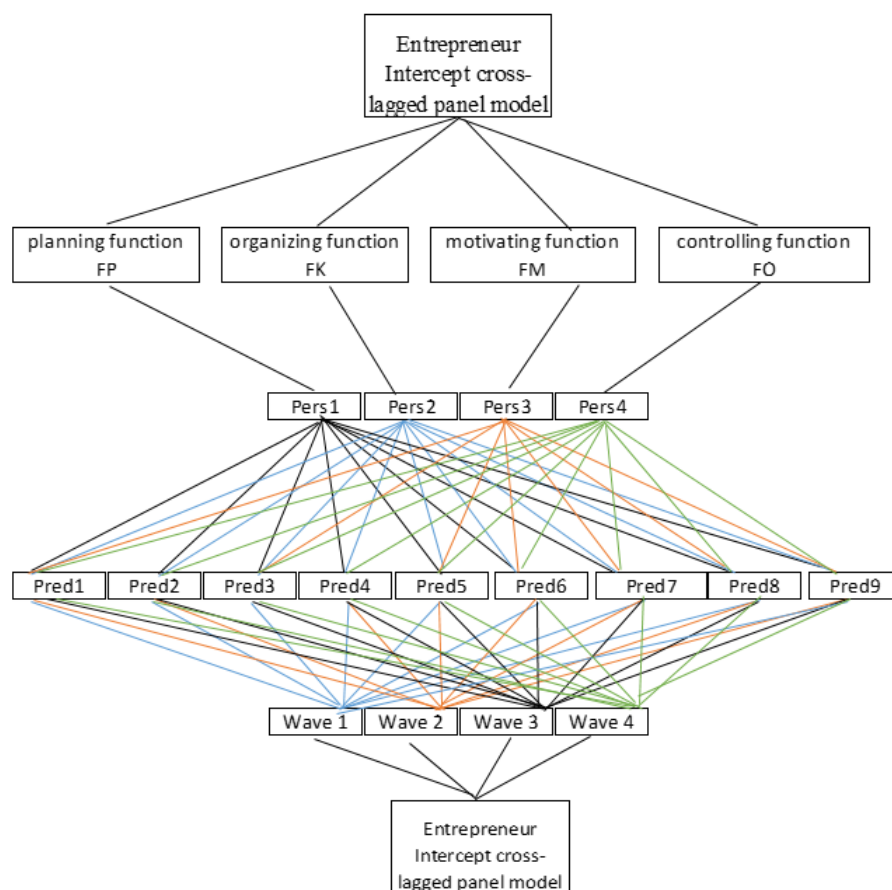 Entrepreneur
Intercept cross-
lagged panel model
planning function
FP
organizing function
FK
motivating function
FM
controlling function
FO
Pers1
Pers2
Pers3
Pers4
Pred1
Pred2
Pred3
Pred4
Pred5
Pred6
Pred7
Pred8
Pred9
Wave 1
Wave 2
Wave 3
Wave 4
Entrepreneur
Intercept cross-
lagged panel model